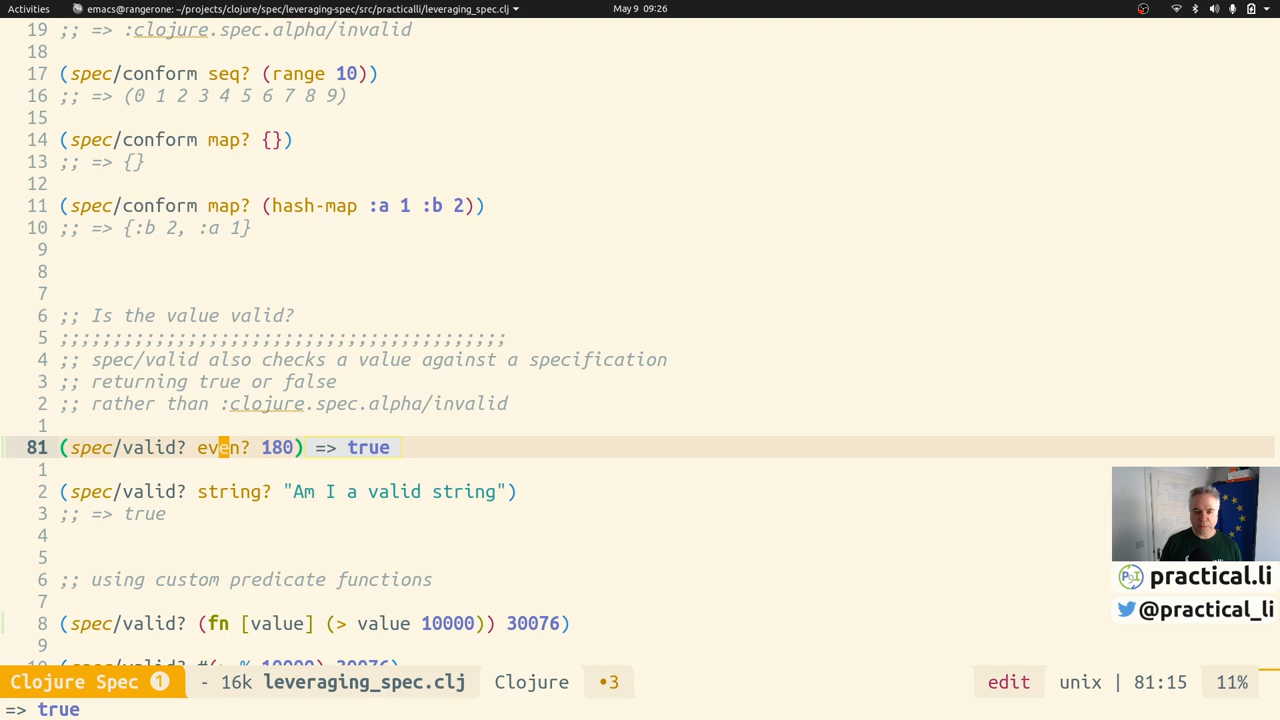 Activities emacs@rangerone: ~/projects/clojure/spec/leveraging-spec/src/practicalli/leveraging_spec.clj May 9 09:26
19 ;; => :clojure.spec.alpha/invalid
18
17 (spec/conform seq? (range 10))
16 ;; => (0 1 2 3 4 5 6 7 8 9)
15
14 (spec/conform map? {})
13 ;; => {}
12
11 (spec/conform map? (hash-map :a 1 :b 2))
10 ;; => {:b 2, :a 1}
9
8
7
6 ;; Is the value valid?
5 ;;;;;;;;;;;;;;;;;;;;;;;;;;;;;;;;;;;;;;;;;;
4 ;; spec/valid also checks a value against a specification
3 ;; returning true or false
2 ;; rather than :clojure.spec.alpha/invalid
1
81 (spec/valid? even? 180) => true
1
2 (spec/valid? string? "Am I a valid string")
3 ;; => true
4
5
6 ;; using custom predicate functions
7
8 (spec/valid? (fn [value] (> value 10000)) 30076)
9
10 (spec/valid? #(> % 10000) 30076)
practical.li
@practical_li
Clojure Spec 1 - 16k leveraging_spec.clj Clojure •3 edit unix | 81:15 11%
=> true